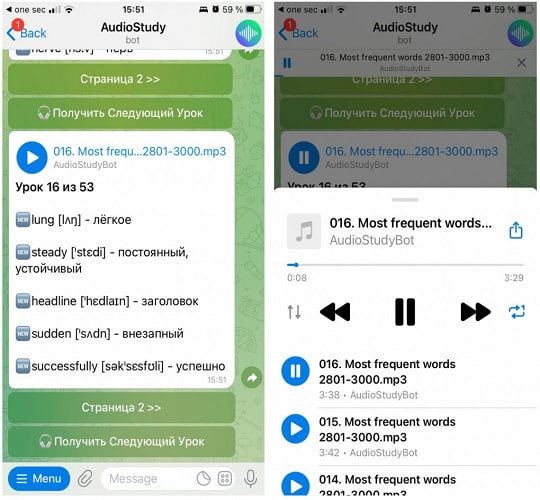 one sec
15:51
59 %
1
Back
AudioStudy
bot
nerve [nɜːv] - нерв
15:51
Страница 2 >>
Получить Следующий Урок
016. Most frequ...2801-3000.mp3
AudioStudyBot
Урок 16 из 53
NEW lung [lʌŋ] - лёгкое
NEW steady ['stɛdi] - постоянный,
устойчивый
NEW headline ['hɛdlaɪn] - заголовок
NEW sudden ['sʌdn] - внезапный
NEW successfully [sək'sɛsfʊli] - успешно
15:51
Страница 2 >>
Получить Следующий Урок
Menu
Message
one sec
15:51
59 %
1
Back
AudioStudy
bot
016. Most frequent words 2801-3000.mp3
AudioStudyBot
Страница 2 >>
Получить Следующий Урок
016. Most frequ...2801-3000.mp3
AudioStudyBot
Урок 16 из 53
016. Most frequent words...
AudioStudyBot
0:08
3:29
016. Most frequent words
2801-3000.mp3
3:38 • AudioStudyBot
015. Most frequent words
2801-3000.mp3
3:42 • AudioStudyBot
014. Most frequent words
2801-3000.mp3